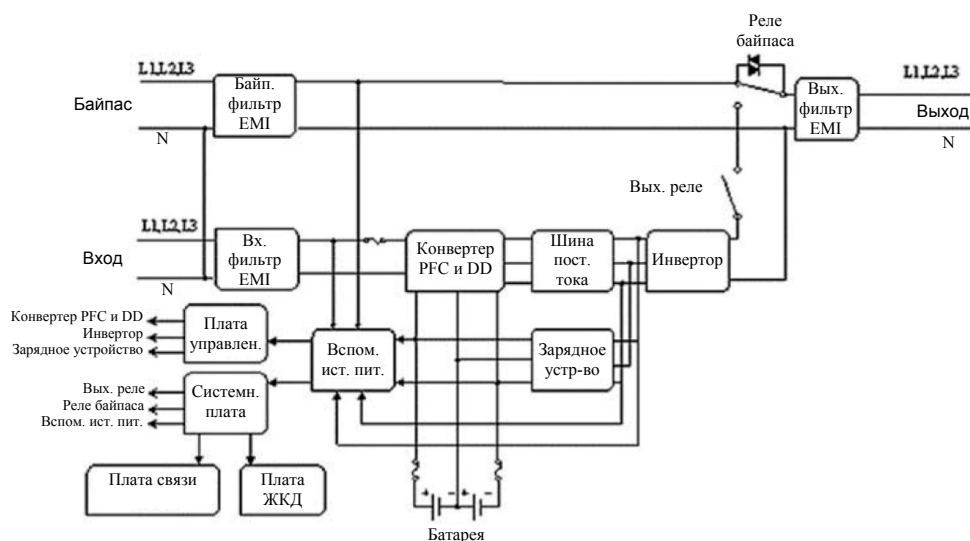 Реле
байпаса
L1,L2,L3
Байпас
N
Байп.
фильтр
EMI
Вых.
фильтр
EMI
L1,L2,L3
Выход
N
Вых. реле
L1,L2,L3
Вход
N
Вх.
фильтр
EMI
Конвертер
PFC и DD
Шина
пост.
тока
Инвертор
Конвертер PFC и DD
Инвертор
Зарядное устройство
Плата
управлен.
Вспом.
ист. пит.
Зарядное
устр-во
Вых. реле
Реле байпаса
Вспом. ист. пит.
Системн.
плата
Плата связи
Плата
ЖКД
+ - + -
Батарея